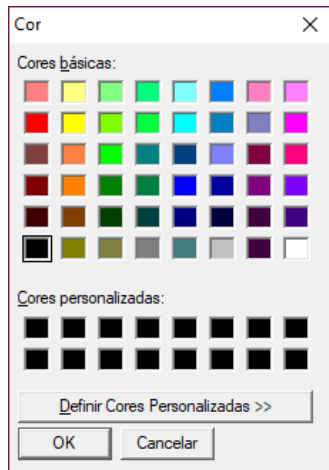 Cor
Cores básicas:
Cores personalizadas:
Definir Cores Personalizadas >>
OK Cancelar